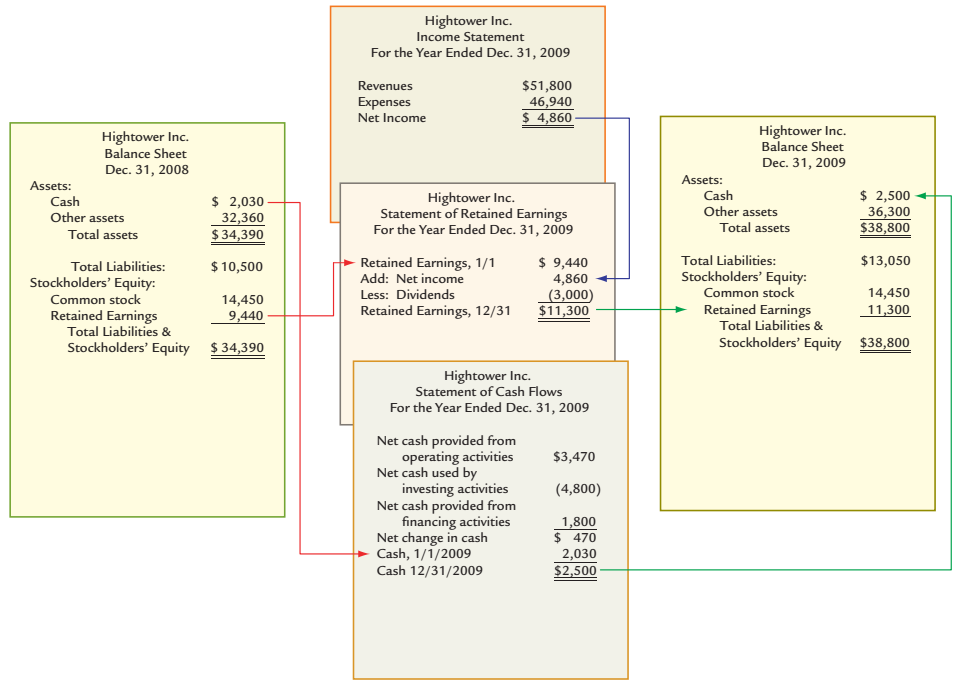 Hightower Inc.
Income Statement
For the Year Ended Dec. 31, 2009
Revenues $51,800
Expenses 46,940
Net Income $ 4,860
Hightower Inc.
Balance Sheet
Dec. 31, 2008
Assets:
Cash $ 2,030
Other assets 32,360
Total assets $34,390
Total Liabilities: $10,500
Stockholders’ Equity:
Common stock 14,450
Retained Earnings 9,440
Total Liabilities &
Stockholders’ Equity $34,390
Hightower Inc.
Statement of Retained Earnings
For the Year Ended Dec. 31, 2009
Retained Earnings, 1/1 $ 9,440
Add: Net income 4,860
Less: Dividends (3,000)
Retained Earnings, 12/31 $11,300
Hightower Inc.
Statement of Cash Flows
For the Year Ended Dec. 31, 2009
Net cash provided from
operating activities $3,470
Net cash used by
investing activities (4,800)
Net cash provided from
financing activities 1,800
Net change in cash $ 470
Cash, 1/1/2009 2,030
Cash 12/31/2009 $2,500
Hightower Inc.
Balance Sheet
Dec. 31, 2009
Assets:
Cash $ 2,500
Other assets 36,300
Total assets $38,800
Total Liabilities: $13,050
Stockholders’ Equity:
Common stock 14,450
Retained Earnings 11,300
Total Liabilities &
Stockholders’ Equity $38,800